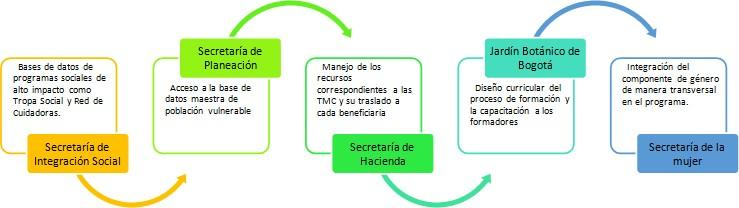 Bases de datos de
programas sociales de
alto impacto como
Tropa Social y Red de
Cuidadoras.
Secretaría de
Integración Social
Secretaría de
Planeación
Acceso a la base de
datos maestra de
población vulnerable
Manejo de los
recursos
correspondientes a las
TMC y su traslado a
cada beneficiaria
Secretaría de
Hacienda
Jardín Botánico de
Bogotá
Diseño curricular del
proceso de formación y
la capacitación a los
formadores
Integración del
componente de género
de manera transversal
en el programa.
Secretaría de la
mujer